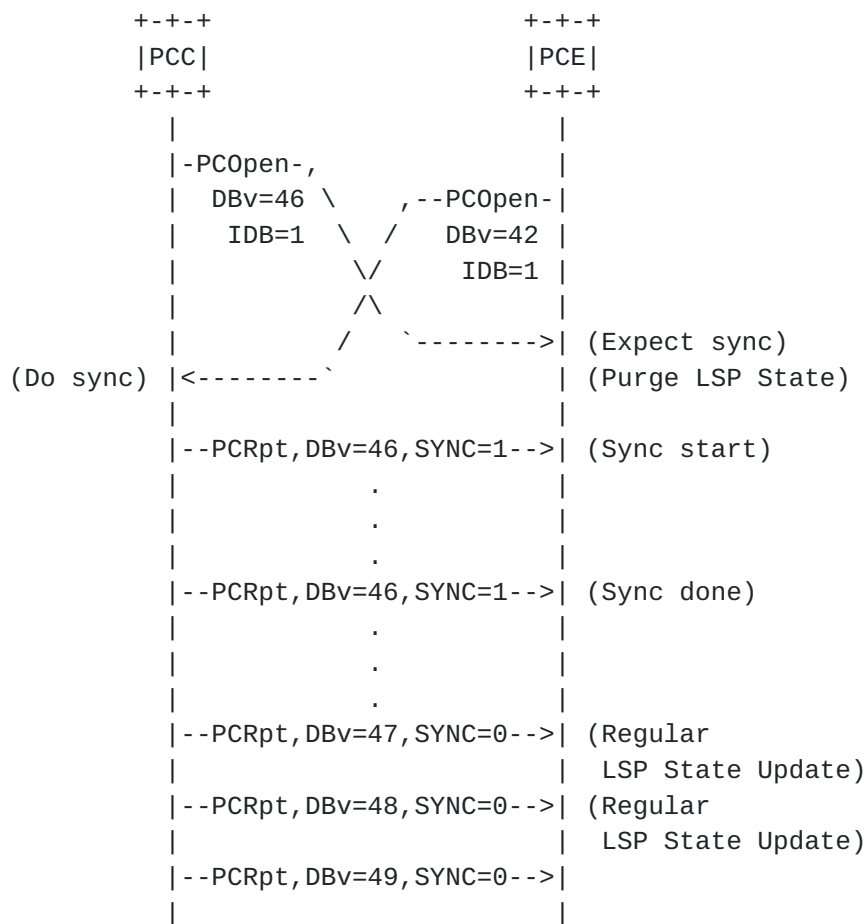 +-+-+                    +-+-+
|PCC|                    |PCE|
+-+-+                    +-+-+
  |                        |
  |-PCOpen-,               |
  |  DBv=46 \    ,--PCOpen-|
  |   IDB=1  \  /   DBv=42 |
  |           \/     IDB=1 |
  |           /\           |
  |          /   `-------->| (Expect sync)
(Do sync) |<--------`              | (Purge LSP State)
  |                        |
  |--PCRpt,DBv=46,SYNC=1-->| (Sync start)
  |            .           |
  |            .           |
  |            .           |
  |--PCRpt,DBv=46,SYNC=1-->| (Sync done)
  |            .           |
  |            .           |
  |            .           |
  |--PCRpt,DBv=47,SYNC=0-->| (Regular
  |                        |  LSP State Update)
  |--PCRpt,DBv=48,SYNC=0-->| (Regular
  |                        |  LSP State Update)
  |--PCRpt,DBv=49,SYNC=0-->|
  |                        |